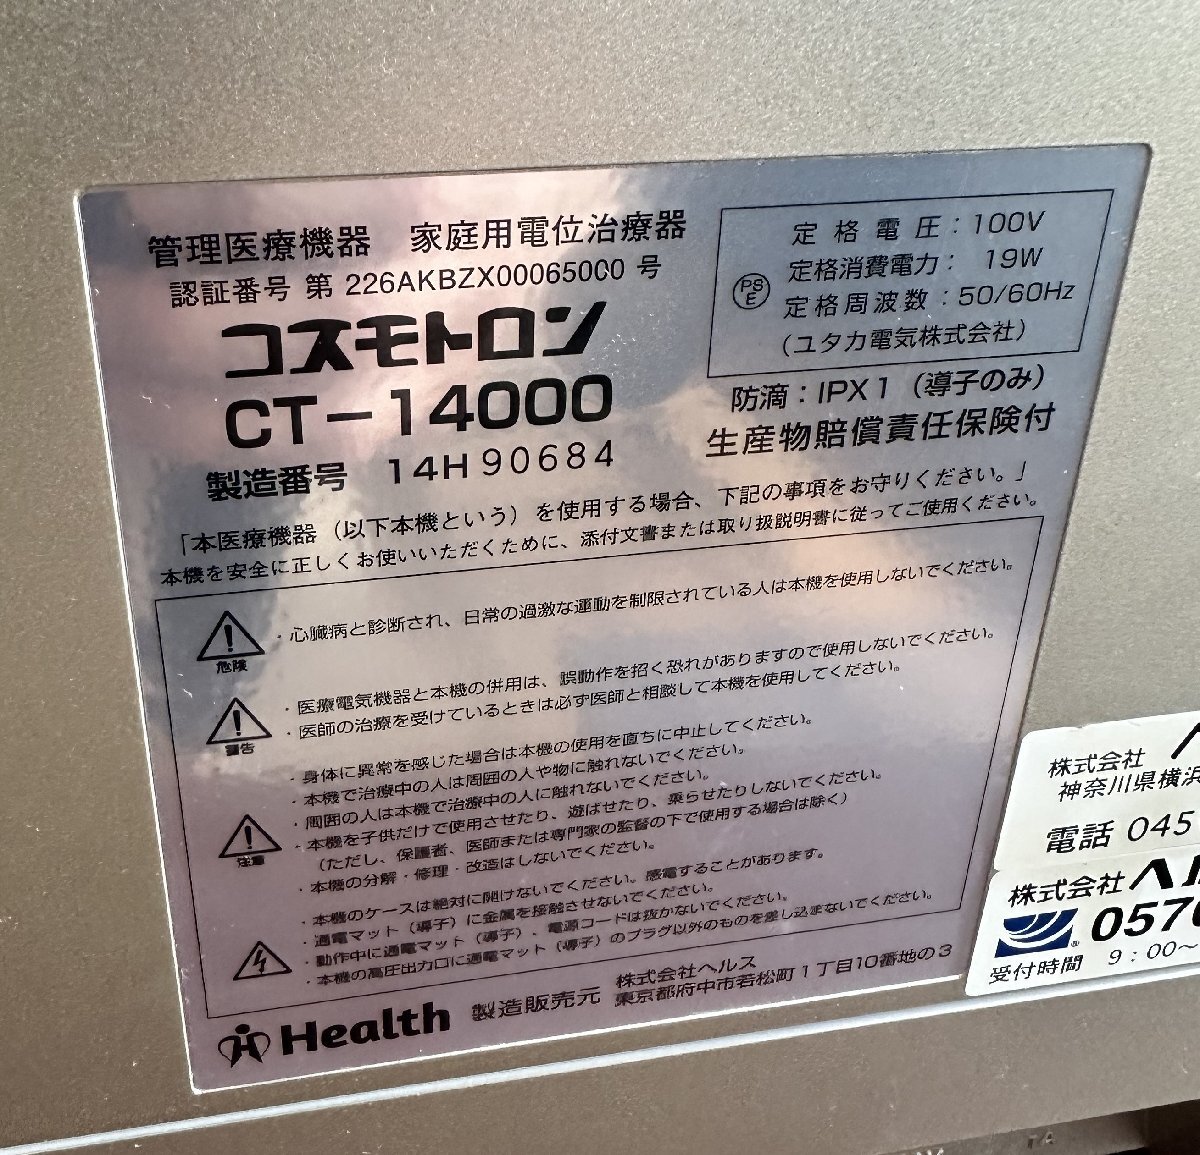 管理医療機器 家庭用電位治療器
認証番号 第 226AKBZX00065000 号
コスモトロン
CT-14000
製造番号 14H90684
定格電圧：100V
定格消費電力：19W
定格周波数：50/60Hz
（ユタカ電気株式会社）
PS
E
防滴：IPX1（導子のみ）
生産物賠償責任保険付
「本医療機器（以下本機という）を使用する場合、下記の事項をお守りください。」
本機を安全に正しくお使いいただくために、添付文書または取り扱説明書に従ってご使用ください。
危険
・心臓病と診断され、日常の過激な運動を制限されている人は本機を使用しないでください。
警告
・医療電気機器と本機の併用は、誤動作を招く恐れがありますので使用しないでください。
・医師の治療を受けているときは必ず医師と相談して本機を使用してください。
注意
・身体に異常を感じた場合は本機の使用を直ちに中止してください。
・本機で治療中の人は周囲の人や物に触れないでください。
・周囲の人は本機で治療中の人に触れないでください。
・本機を子供だけで使用させたり、遊ばせたり、乗らせたりしないでください。
（ただし、保護者、医師または専門家の監督の下で使用する場合は除く）
・本機の分解・修理・改造はしないでください。
・本機のケースは絶対に開けないでください。感電することがあります。
・通電マット（導子）に金属を接触させないでください。
・動作中に通電マット（導子）、電源コードは抜かないでください。
・本機の高圧出力口に通電マット（導子）のプラグ以外のものを差し込まないでください。
Health 製造販売元 株式会社ヘルス
東京都府中市若松町1丁目10番地の3
株式会社
神奈川県横浜
電話 045
株式会社ヘル
0570
受付時間 9：00～